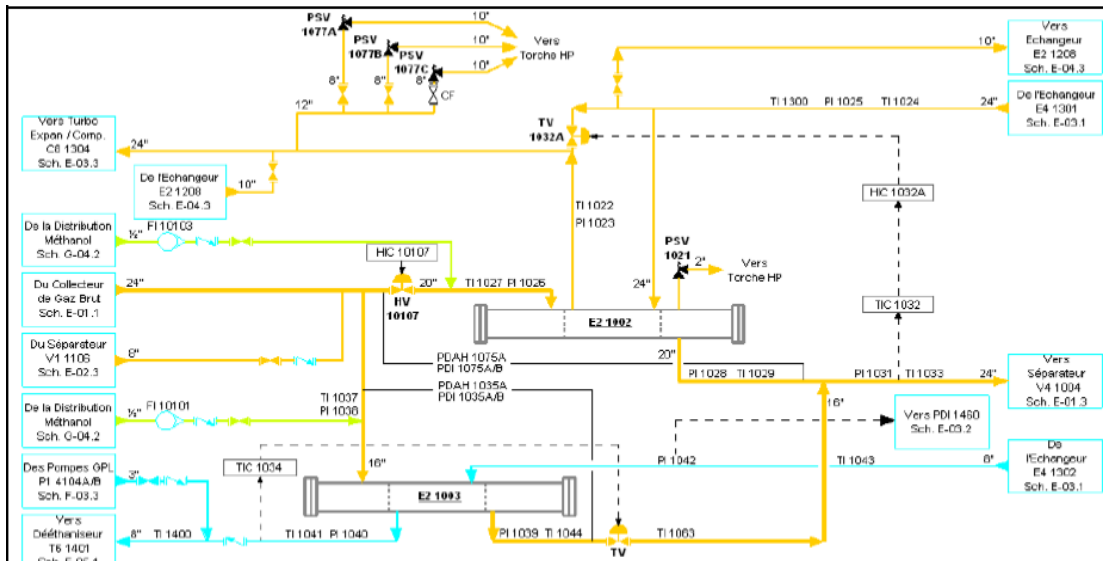 PSV
1077A
PSV
1077B
PSV
1077C
10"
10"
10"
Vers
Torche HP
8"
8"
8"
CF
12"
10"
Vers
Echangeur
E2 1208
Sch. E-04.3
De l'Echangeur
E4 1301
Sch. E-03.1
24"
TI 1300 PI 1025 TI 1024
TV
1032A
Vers Turbo
Expan / Comp.
C8 1304
Sch. E-03.3
24"
De l'Echangeur
E2 1208
Sch. E-04.3
10"
TI 1022
PI 1023
HIC 1032A
De la Distribution
Méthanol
Sch. G-04.2
½"
FI 10103
HIC 10107
PSV
1021
2"
Vers
Torche HP
Du Collecteur
de Gaz Brut
Sch. E-01.1
24"
HV
10107
20"
TI 1027 PI 1026
24"
E2 1002
TIC 1032
Du Séparateur
V1 1106
Sch. E-02.3
8"
PDAH 1075A
PDI 1075A/B
20"
PI 1028 TI 1029
PI 1031 TI 1033
24"
Vers
Séparateur
V4 1004
Sch. E-01.3
De la Distribution
Méthanol
Sch. G-04.2
½"
FI 10101
TI 1037
PI 1036
PDAH 1035A
PDI 1035A/B
16"
Vers PDI 1460
Sch. E-03.2
Des Pompes GPL
P1 4104A/B
Sch. F-03.3
3"
TIC 1034
16"
PI 1042
TI 1043
8"
De
l'Echangeur
E4 1302
Sch. E-03.1
E2 1003
Vers
Dééthaniseur
T6 1401
8"
TI 1400
TI 1041 PI 1040
PI 1039 TI 1044
TV
TI 1063